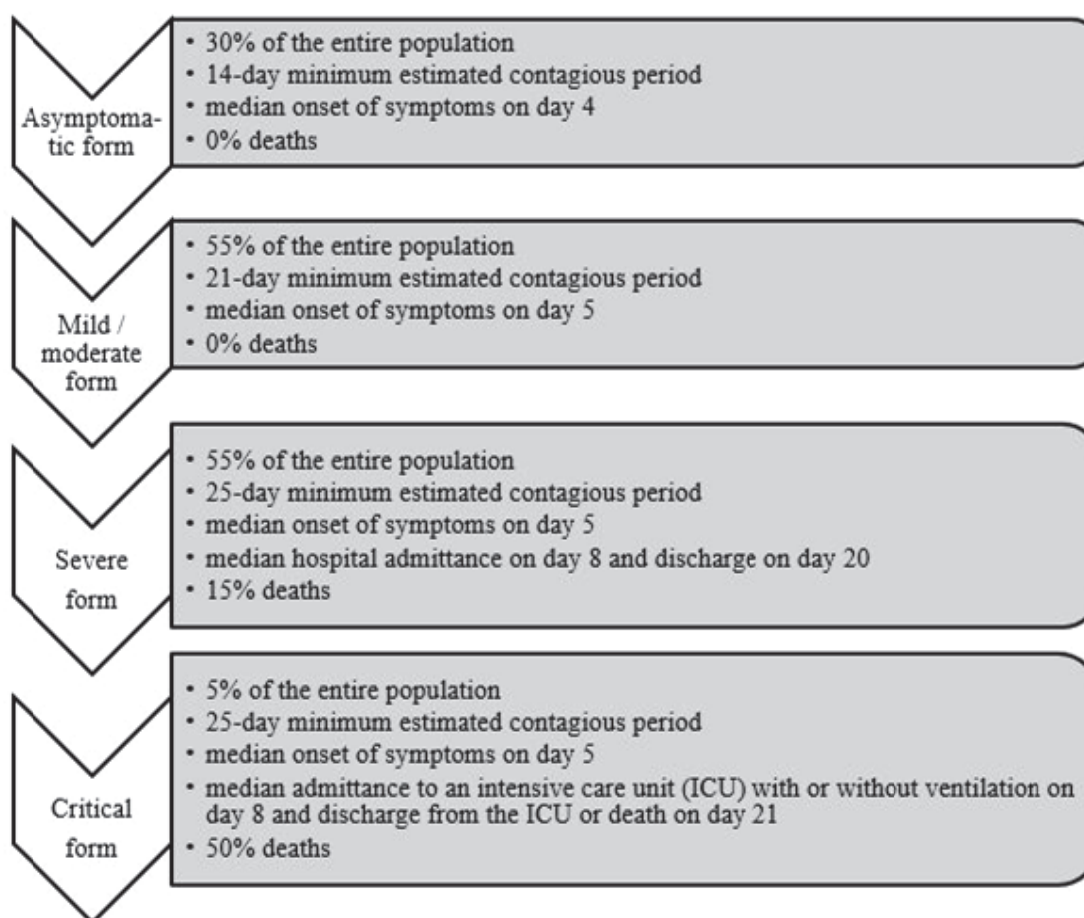 Asymptoma-
tic form
• 30% of the entire population
• 14-day minimum estimated contagious period
• median onset of symptoms on day 4
• 0% deaths
Mild /
moderate
form
• 55% of the entire population
• 21-day minimum estimated contagious period
• median onset of symptoms on day 5
• 0% deaths
Severe
form
• 55% of the entire population
• 25-day minimum estimated contagious period
• median onset of symptoms on day 5
• median hospital admittance on day 8 and discharge on day 20
• 15% deaths
Critical
form
• 5% of the entire population
• 25-day minimum estimated contagious period
• median onset of symptoms on day 5
• median admittance to an intensive care unit (ICU) with or without ventilation on
day 8 and discharge from the ICU or death on day 21
• 50% deaths